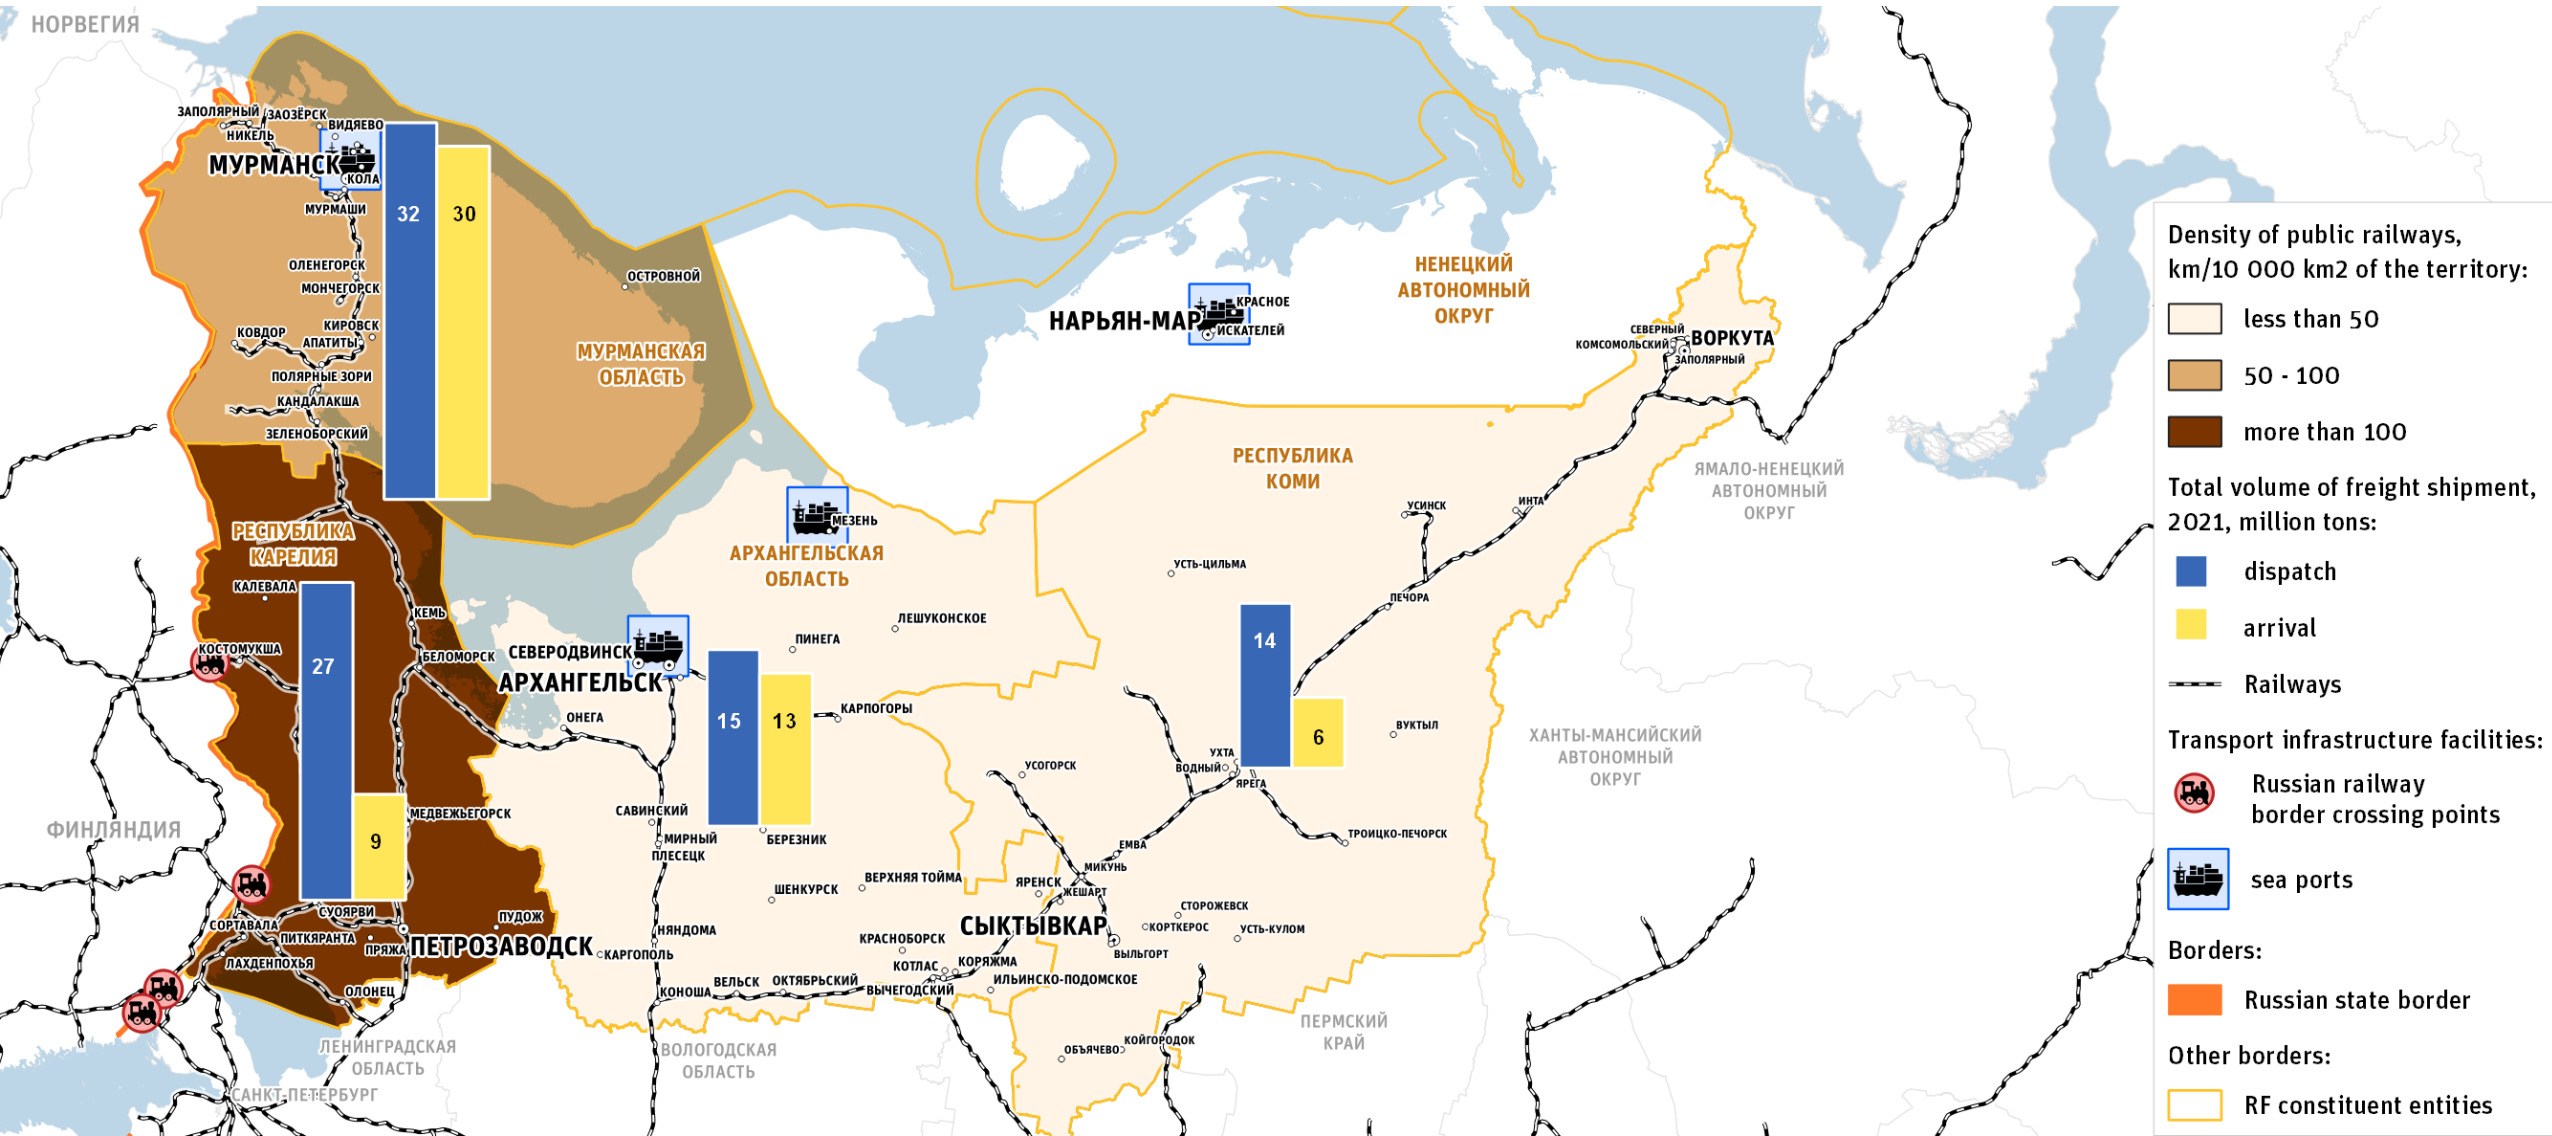 НОРВЕГИЯ
ЗАПОЛЯРНЫЙ
ЗАОЗЁРСК
ВИДЯЕВО
НИКЕЛЬ
МУРМАНСК
КОЛА
МУРМАШИ
32
30
ОЛЕНЕГОРСК
МОНЧЕГОРСК
ОСТРОВНОЙ
КИРОВСК
КОВДОР
АПАТИТЫ
ПОЛЯРНЫЕ ЗОРИ
КАНДАЛАКША
ЗЕЛЕНОБОРСКИЙ
МУРМАНСКАЯ
ОБЛАСТЬ
НАРЬЯН-МАР
КРАСНОЕ
ИСКАТЕЛЕЙ
НЕНЕЦКИЙ
АВТОНОМНЫЙ
ОКРУГ
СЕВЕРНЫЙ
КОМСОМОЛЬСКИЙ
ВОРКУТА
ЗАПОЛЯРНЫЙ
РЕСПУБЛИКА
КОМИ
ЯМАЛО-НЕНЕЦКИЙ
АВТОНОМНЫЙ
ОКРУГ
УСИНСК
ИНТА
МЕЗЕНЬ
АРХАНГЕЛЬСКАЯ
ОБЛАСТЬ
РЕСПУБЛИКА
КАРЕЛИЯ
КАЛЕВАЛА
УСТЬ-ЦИЛЬМА
ПЕЧОРА
КЕМЬ
ЛЕШУКОНСКОЕ
ПИНЕГА
14
6
КОСТОМУКША
БЕЛОМОРСК
СЕВЕРОДВИНСК
АРХАНГЕЛЬСК
27
9
ОНЕГА
15
13
КАРПОГОРЫ
ВУКТЫЛ
ХАНТЫ-МАНСИЙСКИЙ
АВТОНОМНЫЙ
ОКРУГ
УХТА
ВОДНЫЙ
ЯРЕГА
УСОГОРСК
ФИНЛЯНДИЯ
МЕДВЕЖЬЕГОРСК
САВИНСКИЙ
МИРНЫЙ
ПЛЕСЕЦК
БЕРЕЗНИК
ТРОИЦКО-ПЕЧОРСК
ЕМВА
МИКУНЬ
ВЕРХНЯЯ ТОЙМА
ШЕНКУРСК
ЯРЕНСК
ЖЕШАРТ
СЫКТЫВКАР
СТОРОЖЕВСК
КОРТКЕРОС
УСТЬ-КУЛОМ
ВЫЛЬГОРТ
СУОЯРВИ
ПУДОЖ
СОРТАВАЛА
ПИТКЯРАНТА
ПРЯЖА
ПЕТРОЗАВОДСК
ЛАХДЕНПОХЬЯ
ОЛОНЕЦ
НЯНДОМА
КАРГОПОЛЬ
КРАСНОБОРСК
КОТЛАС
КОРЯЖМА
КОНОША
ВЕЛЬСК
ОКТЯБРЬСКИЙ
ВЫЧЕГОДСКИЙ
ИЛЬИНСКО-ПОДОМСКОЕ
ПЕРМСКИЙ
КРАЙ
ОБЪЯЧЕВО
КОЙГОРОДОК
ЛЕНИНГРАДСКАЯ
ОБЛАСТЬ
ВОЛОГОДСКАЯ
ОБЛАСТЬ
САНКТ-ПЕТЕРБУРГ
Density of public railways,
km/10 000 km2 of the territory:
less than 50
50 - 100
more than 100
Total volume of freight shipment,
2021, million tons:
dispatch
arrival
Railways
Transport infrastructure facilities:
Russian railway
border crossing points
sea ports
Borders:
Russian state border
Other borders:
RF constituent entities